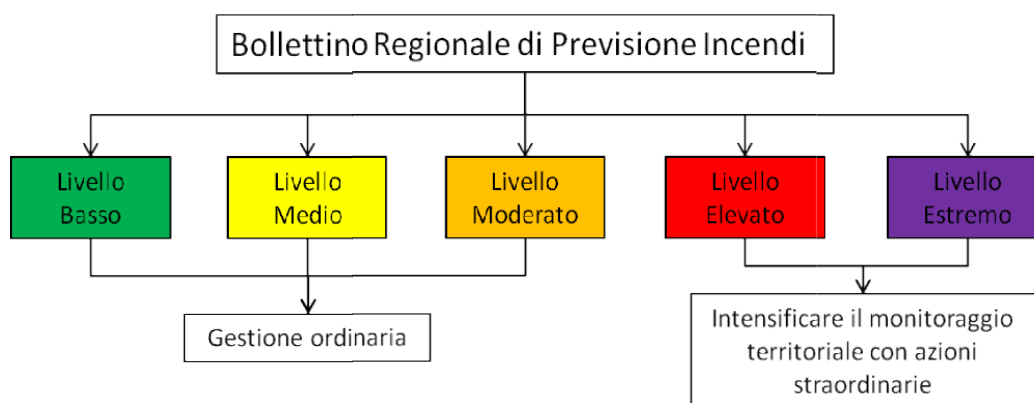 Bollettino Regionale di Previsione Incendi
Livello
Basso
Livello
Medio
Livello
Moderato
Livello
Elevato
Livello
Estremo
Gestione ordinaria
Intensificare il monitoraggio
territoriale con azioni
straordinarie